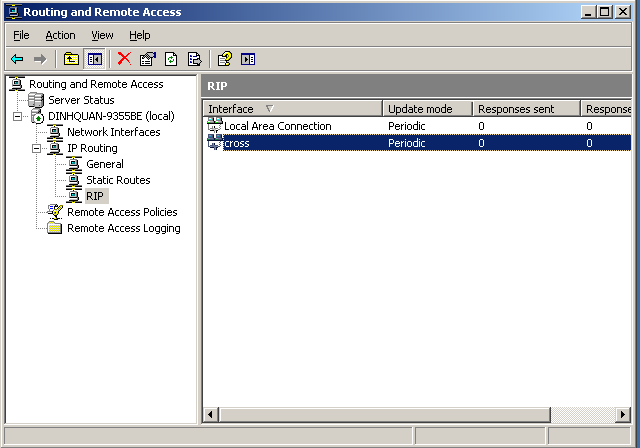 Routing and Remote Access
File Action View Help
Routing and Remote Access
Server Status
DINHQUAN-9355BE (local)
Network Interfaces
IP Routing
General
Static Routes
RIP
Remote Access Policies
Remote Access Logging
RIP
Interface Update mode Responses sent Response
Local Area Connection Periodic 0 0
cross Periodic 0 0